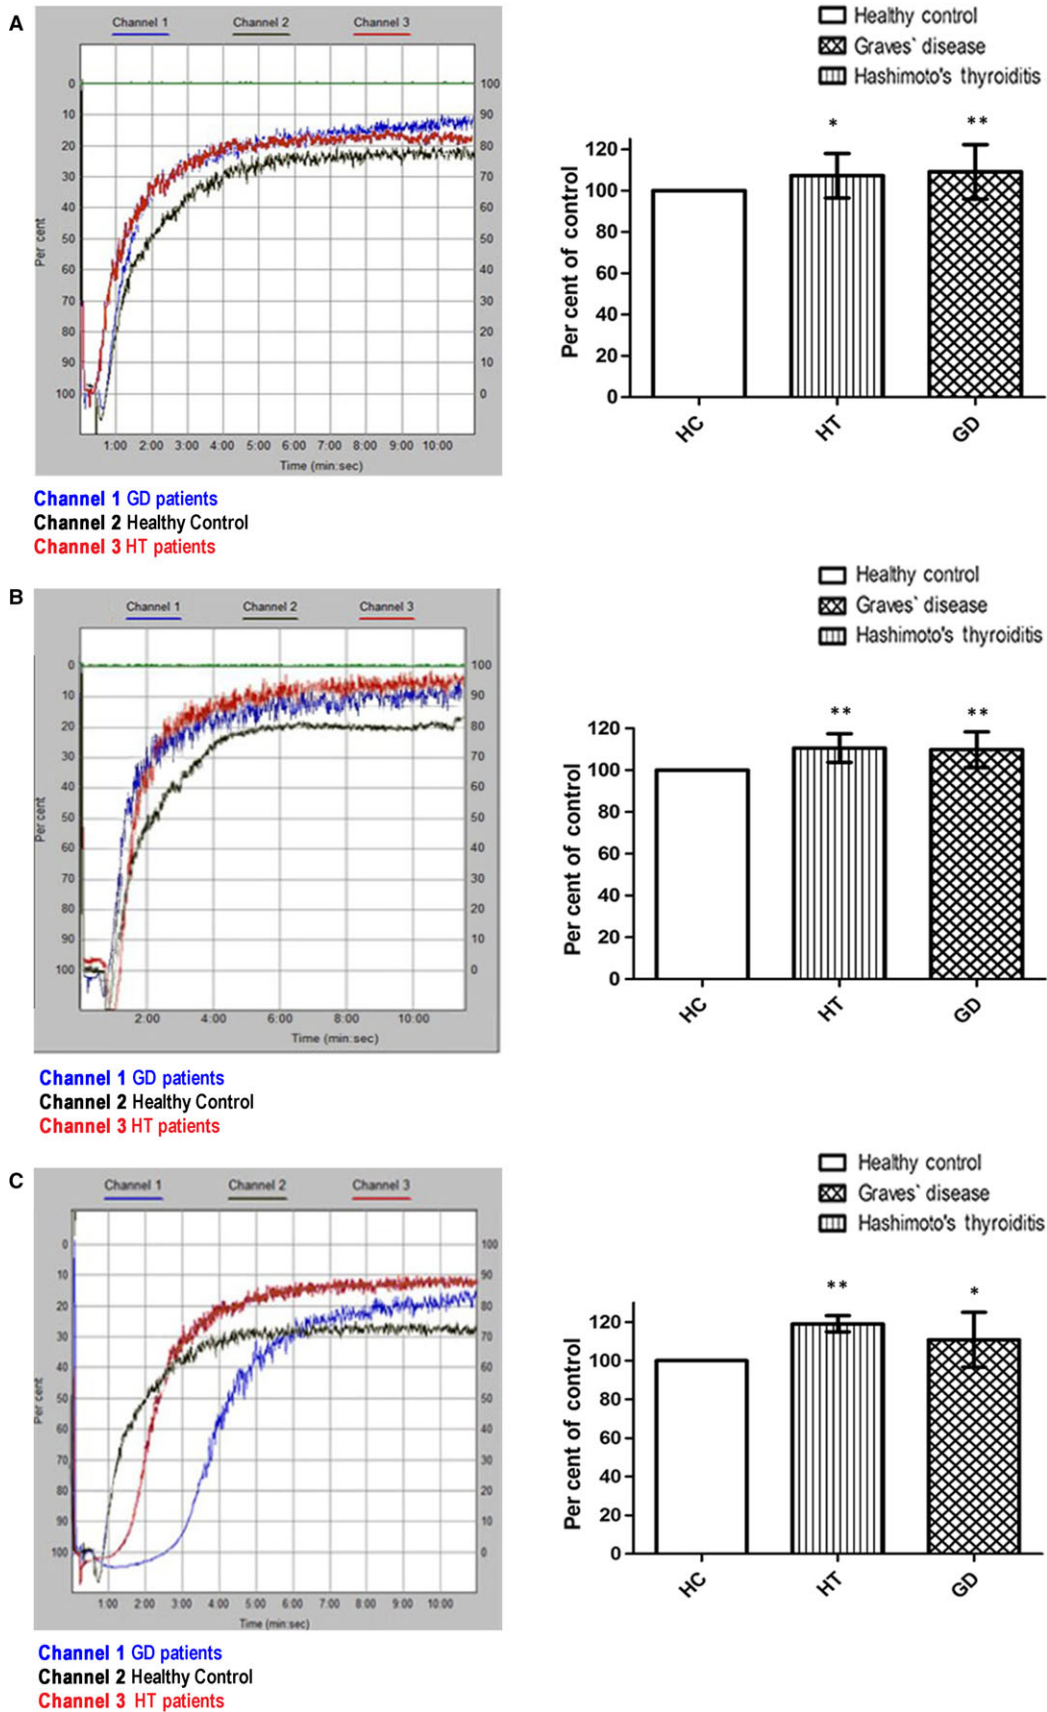 A
Channel 1 Channel 2 Channel 3
0 100
10 90
20 80
30 70
40 60
50 50
60 40
70 30
80 20
90 10
100 0
Per cent
1:00 2:00 3:00 4:00 5:00 6:00 7:00 8:00 9:00 10:00
Time (min:sec)
Channel 1 GD patients
Channel 2 Healthy Control
Channel 3 HT patients
Healthy control
Graves` disease
Hashimoto's thyroiditis
* **
120
100
80
60
40
20
0
Per cent of control
HC HT GD
B
Channel 1 Channel 2 Channel 3
0 100
10 90
20 80
30 70
40 60
50 50
60 40
70 30
80 20
90 10
100 0
Per cent
2:00 4:00 6:00 8:00 10:00
Time (min:sec)
Channel 1 GD patients
Channel 2 Healthy Control
Channel 3 HT patients
Healthy control
Graves` disease
Hashimoto's thyroiditis
** **
120
100
80
60
40
20
0
Per cent of control
HC HT GD
C
Channel 1 Channel 2 Channel 3
0 100
10 90
20 80
30 70
40 60
50 50
60 40
70 30
80 20
90 10
100 0
Per cent
1:00 2:00 3:00 4:00 5:00 6:00 7:00 8:00 9:00 10:00
Time (min:sec)
Channel 1 GD patients
Channel 2 Healthy Control
Channel 3 HT patients
Healthy control
Graves` disease
Hashimoto's thyroiditis
** *
120
100
80
60
40
20
0
Per cent of control
HC HT GD